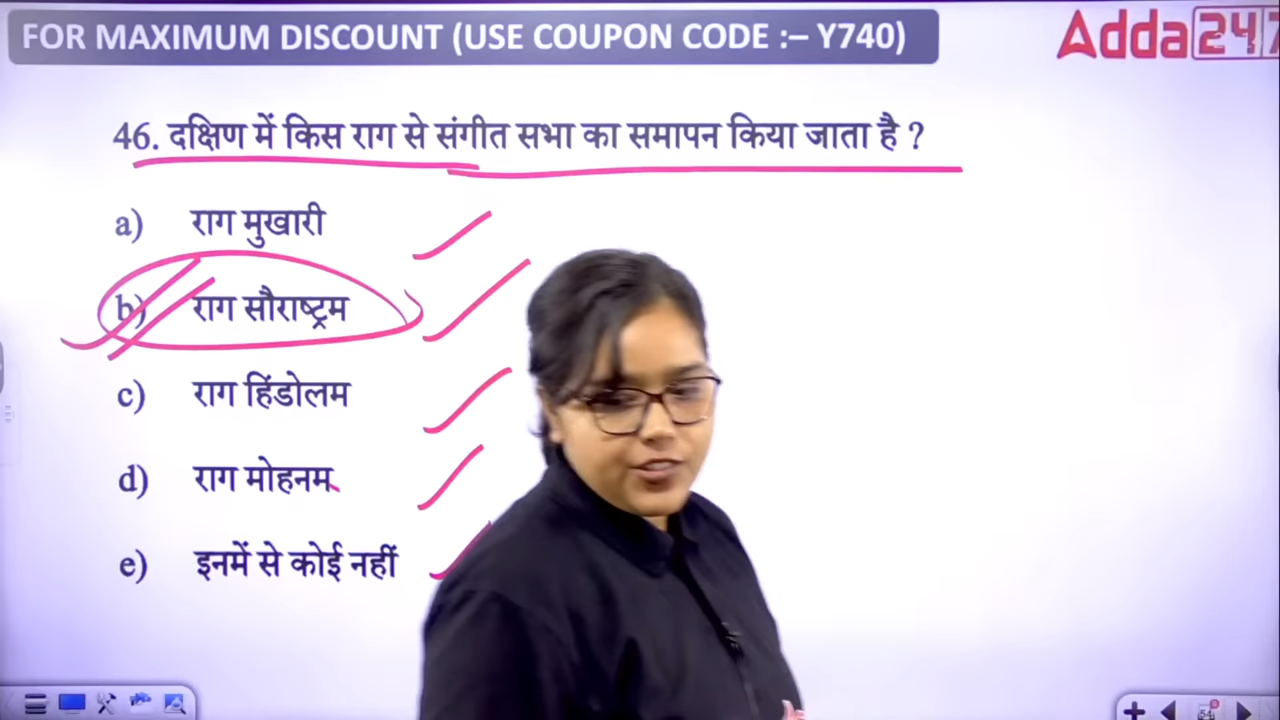 FOR MAXIMUM DISCOUNT (USE COUPON CODE :– Y740)
Adda247
46. दक्षिण में किस राग से संगीत सभा का समापन किया जाता है ?
a) राग मुखारी
b) राग सौराष्ट्रम
c) राग हिंडोलम
d) राग मोहनम
e) इनमें से कोई नहीं